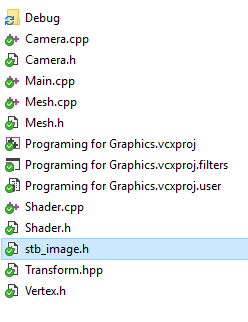 Debug
Camera.cpp
Camera.h
Main.cpp
Mesh.cpp
Mesh.h
Programing for Graphics.vcxproj
Programing for Graphics.vcxproj.filters
Programing for Graphics.vcxproj.user
Shader.cpp
Shader.h
stb_image.h
Transform.hpp
Vertex.h